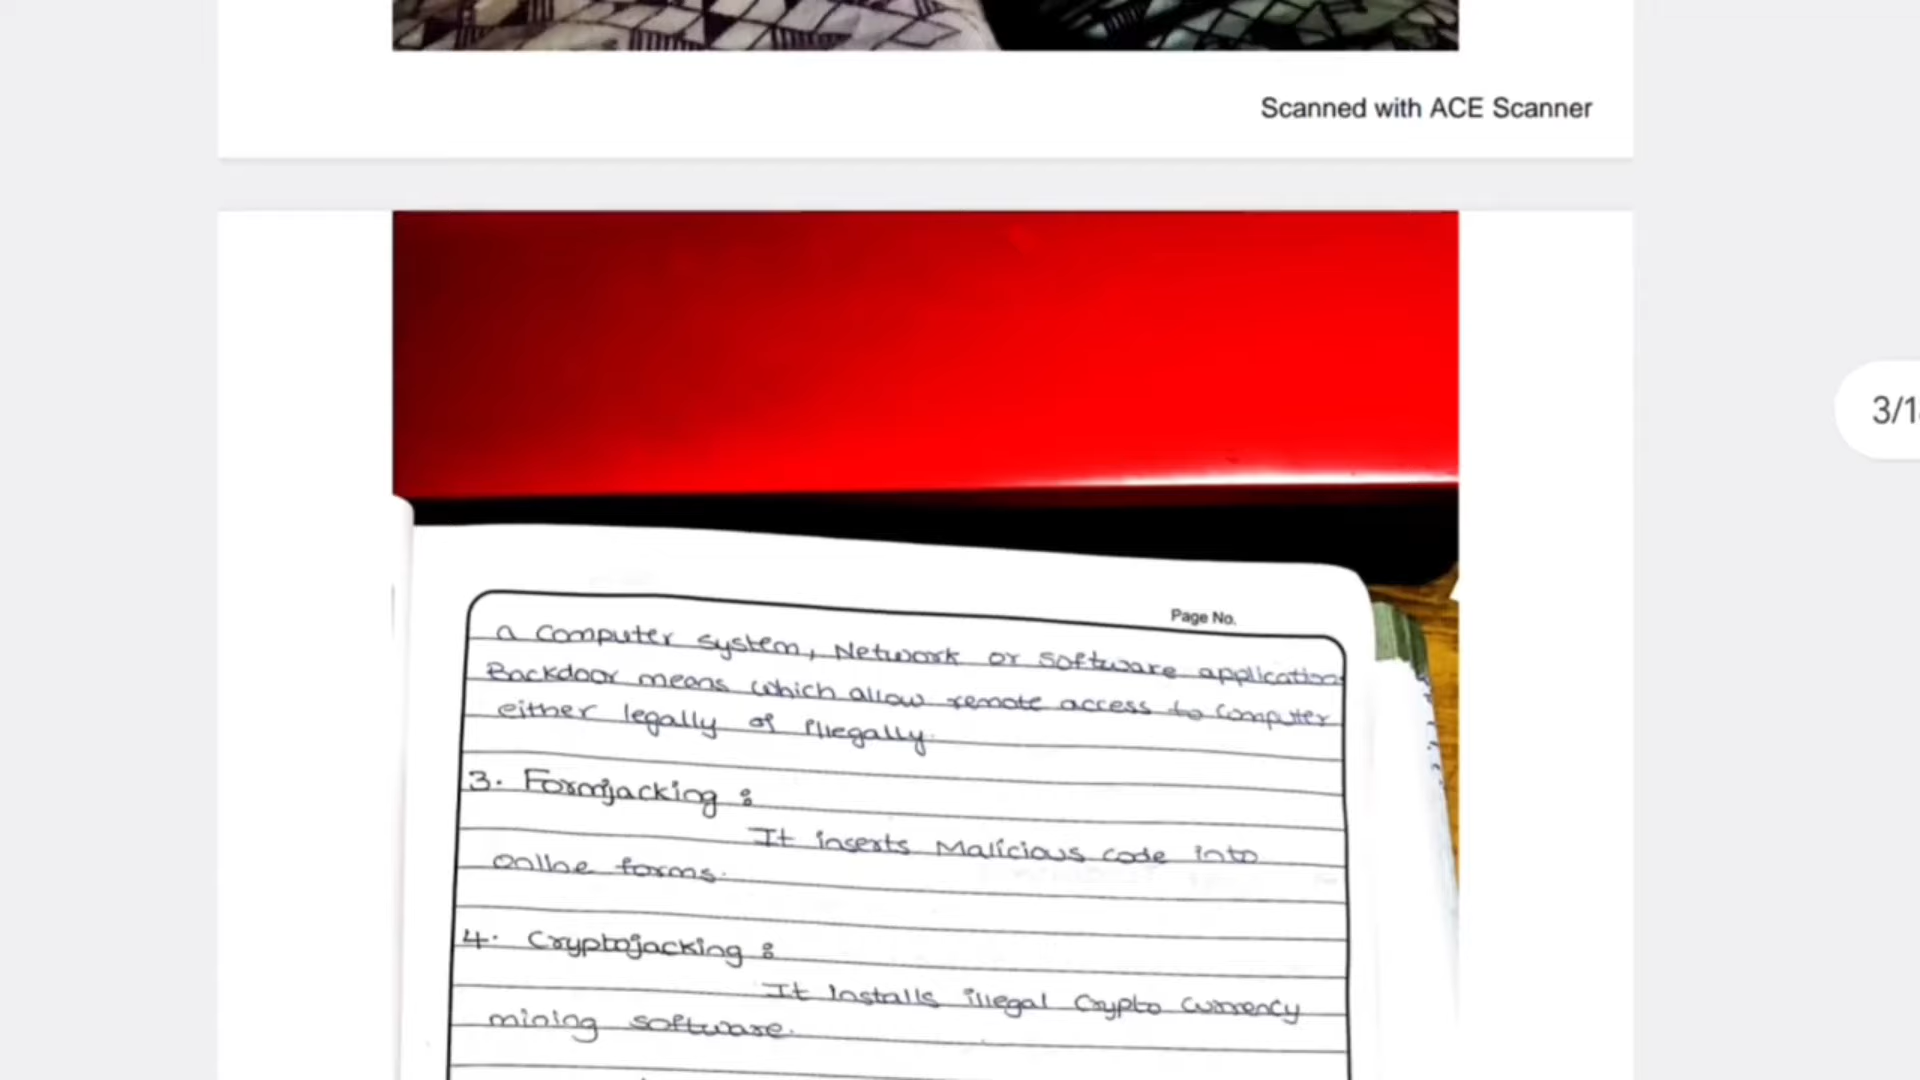 Scanned with ACE Scanner
3/1
Page No.
a Computer system, Network or Software application
Backdoor means which allow remote access to Computer
either legally or illegally.
3. Formjacking :
It inserts Malicious code into
online forms.
4. Cryptojacking :
It Installs illegal Crypto Currency
mining software.